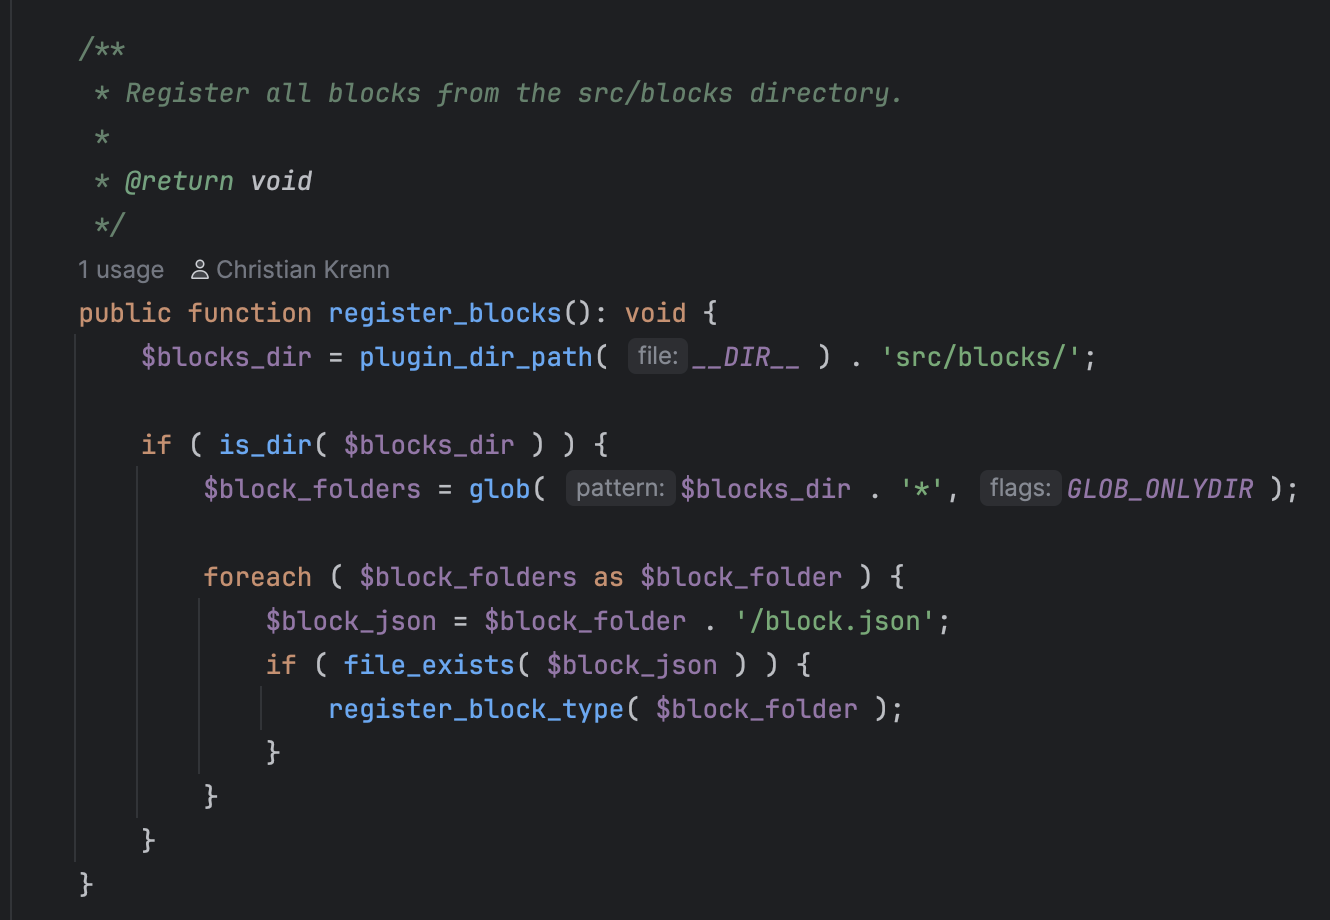 /**
 * Register all blocks from the src/blocks directory.
 *
 * @return void
 */
1 usage Christian Krenn
public function register_blocks(): void {
    $blocks_dir = plugin_dir_path( file: __DIR__ ) . 'src/blocks/';

    if ( is_dir( $blocks_dir ) ) {
        $block_folders = glob( pattern: $blocks_dir . '*', flags: GLOB_ONLYDIR );

        foreach ( $block_folders as $block_folder ) {
            $block_json = $block_folder . '/block.json';
            if ( file_exists( $block_json ) ) {
                register_block_type( $block_folder );
            }
        }
    }
}